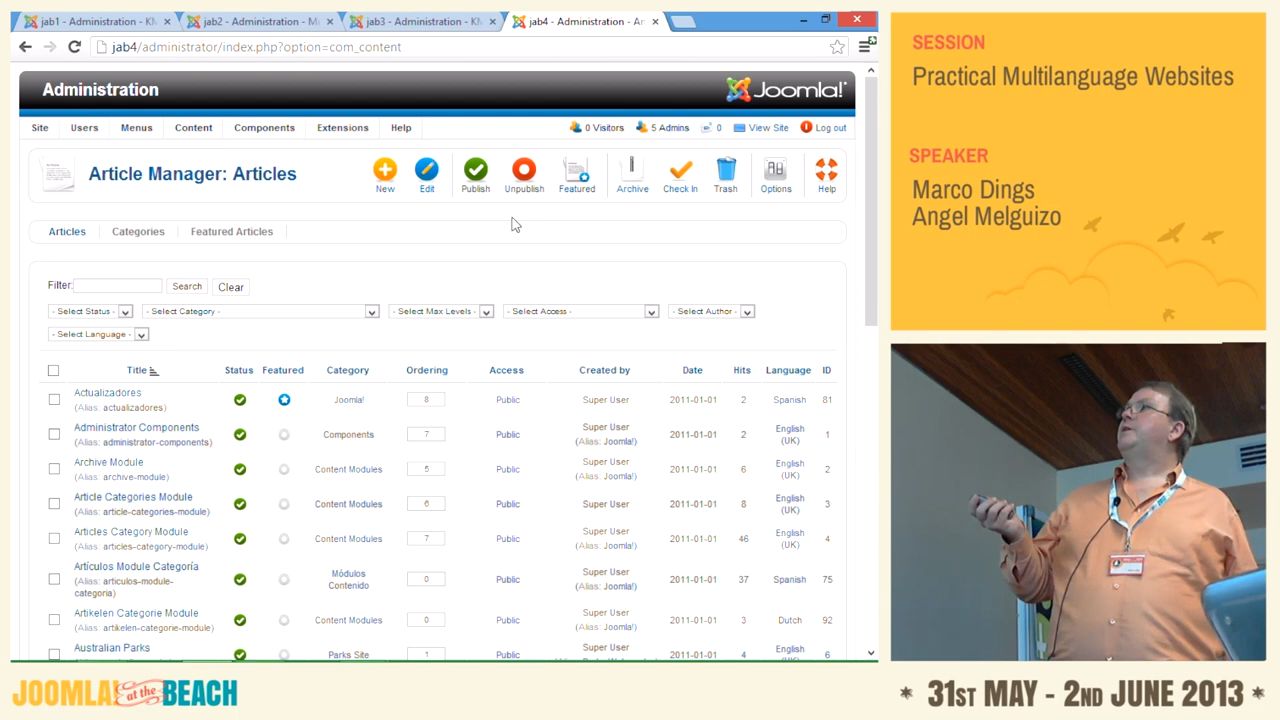 jab1 - Administration - KM
jab2 - Administration - M
jab3 - Administration - KM
jab4 - Administration - Ar
jab4/administrator/index.php?option=com_content
Administration
Joomla!
Site Users Menus Content Components Extensions Help
0 Visitors 5 Admins 0 View Site Log out
Article Manager: Articles
New Edit Publish Unpublish Featured Archive Check In Trash Options Help
Articles Categories Featured Articles
Filter: Search Clear
- Select Status - - Select Category - - Select Max Levels - - Select Access - - Select Author -
- Select Language -
Title Status Featured Category Ordering Access Created by Date Hits Language ID
Actualizadores
(Alias: actualizadores)
Joomla! 8 Public Super User 2011-01-01 2 Spanish 81
Administrator Components
(Alias: administrator-components)
Components 7 Public Super User
(Alias: Joomla!)
2011-01-01 2 English
(UK)
1
Archive Module
(Alias: archive-module)
Content Modules 5 Public Super User
(Alias: Joomla!)
2011-01-01 6 English
(UK)
2
Article Categories Module
(Alias: article-categories-module)
Content Modules 6 Public Super User 2011-01-01 8 English
(UK)
3
Articles Category Module
(Alias: articles-category-module)
Content Modules 7 Public Super User
(Alias: Joomla!)
2011-01-01 46 English
(UK)
4
Artículos Module Categoría
(Alias: articulos-module-
categoria)
Módulos
Contenido
0 Public Super User
(Alias: Joomla!)
2011-01-01 37 Spanish 75
Artikelen Categorie Module
(Alias: artikelen-categorie-module)
Content Modules 0 Public Super User
(Alias: Joomla!)
2011-01-01 3 Dutch 92
Australian Parks
Parks Site 1 Public Super User 2011-01-01 4 English 6
SESSION
Practical Multilanguage Websites
SPEAKER
Marco Dings
Angel Melguizo
JOOMLA! at the BEACH
* 31ST MAY - 2ND JUNE 2013 *